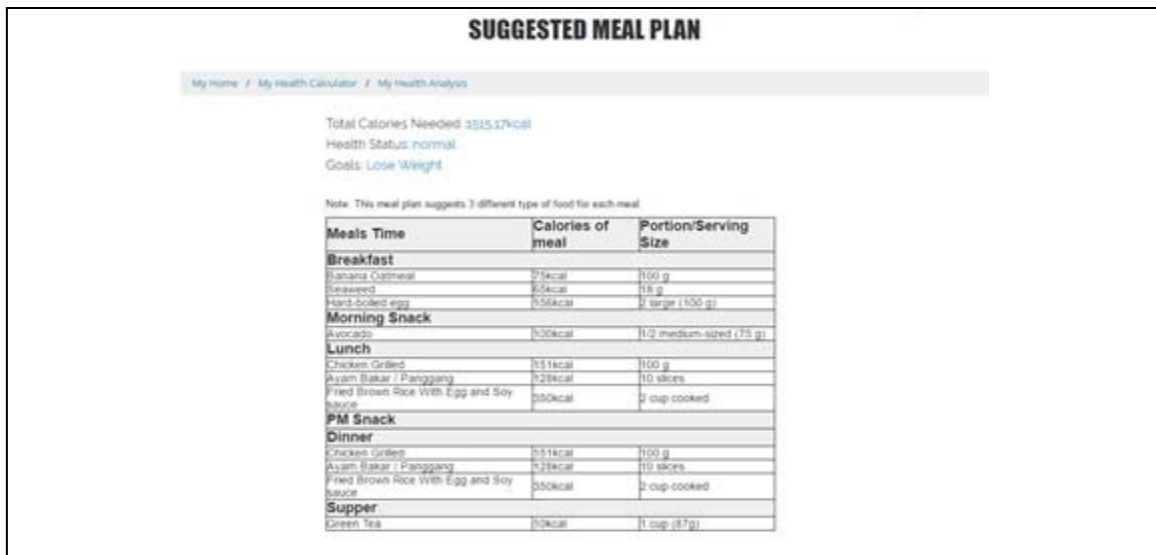 SUGGESTED MEAL PLAN
My Home / My Health Calculator / My Health Analysis
Total Calories Needed: 1515.17kcal
Health Status: normal
Goals: Lose Weight
Note: This meal plan suggests 3 different type of food for each meal.
Meals Time Calories of meal Portion/Serving Size
Breakfast
Banana Oatmeal 75kcal 100 g
Seaweed 65kcal 18 g
Hard-boiled egg 2 large (100 g)
Morning Snack
Avocado 100kcal 1/2 medium-sized (75 g)
Lunch
Chicken Grilled 151kcal 100 g
Ayam Bakar / Panggang 128kcal 10 slices
Fried Brown Rice With Egg and Soy sauce 350kcal 2 cup cooked
PM Snack
Dinner
Chicken Grilled 151kcal 100 g
Ayam Bakar / Panggang 128kcal 10 slices
Fried Brown Rice With Egg and Soy sauce 350kcal 2 cup cooked
Supper
Green Tea 10kcal 1 cup (87g)